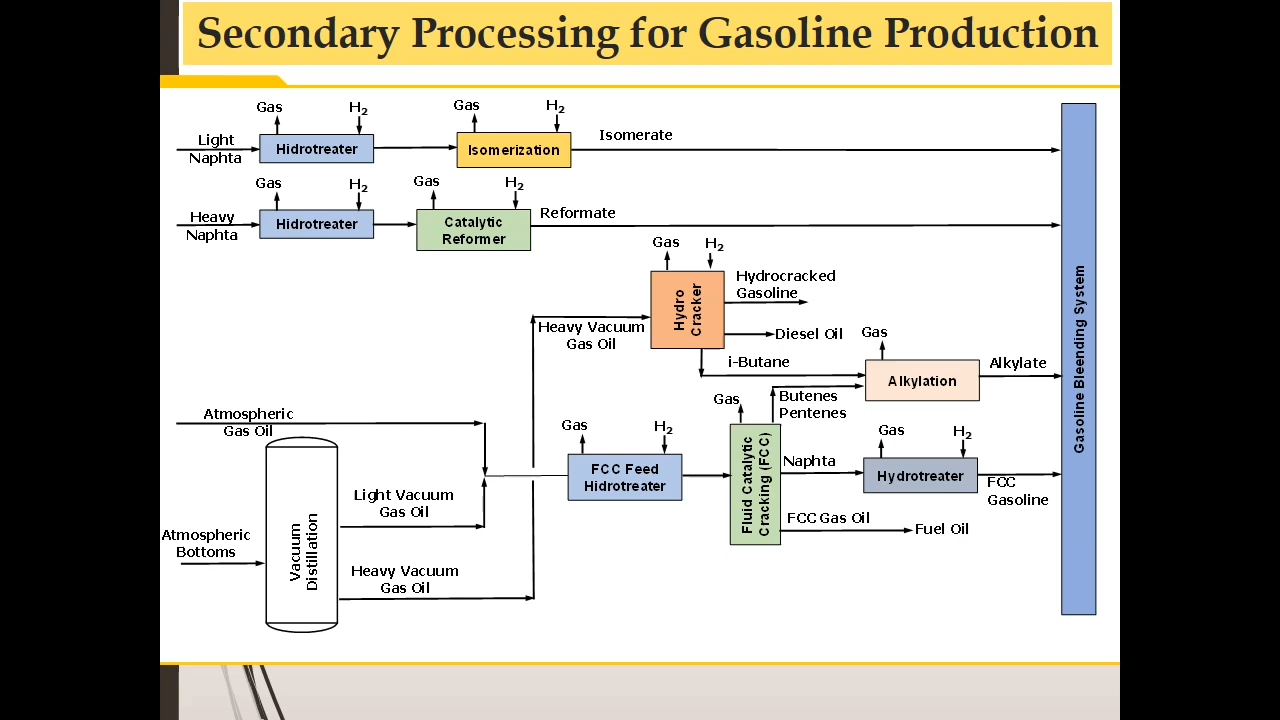 Secondary Processing for Gasoline Production
Gas
H2
Gas
H2
Light
Naphta
Hidrotreater
Isomerization
Isomerate
Gas
H2
Gas
H2
Heavy
Naphta
Hidrotreater
Catalytic
Reformer
Reformate
Gas
H2
Hydro
Cracker
Hydrocracked
Gasoline
Heavy Vacuum
Gas Oil
Diesel Oil
i-Butane
Gas
Alkylation
Alkylate
Butenes
Pentenes
Gasoline Bleending System
Atmospheric
Gas Oil
Gas
H2
FCC Feed
Hidrotreater
Gas
Fluid Catalytic
Cracking (FCC)
Naphta
Gas
H2
Hydrotreater
FCC
Gasoline
FCC Gas Oil
Fuel Oil
Light Vacuum
Gas Oil
Atmospheric
Bottoms
Vacuum
Distillation
Heavy Vacuum
Gas Oil